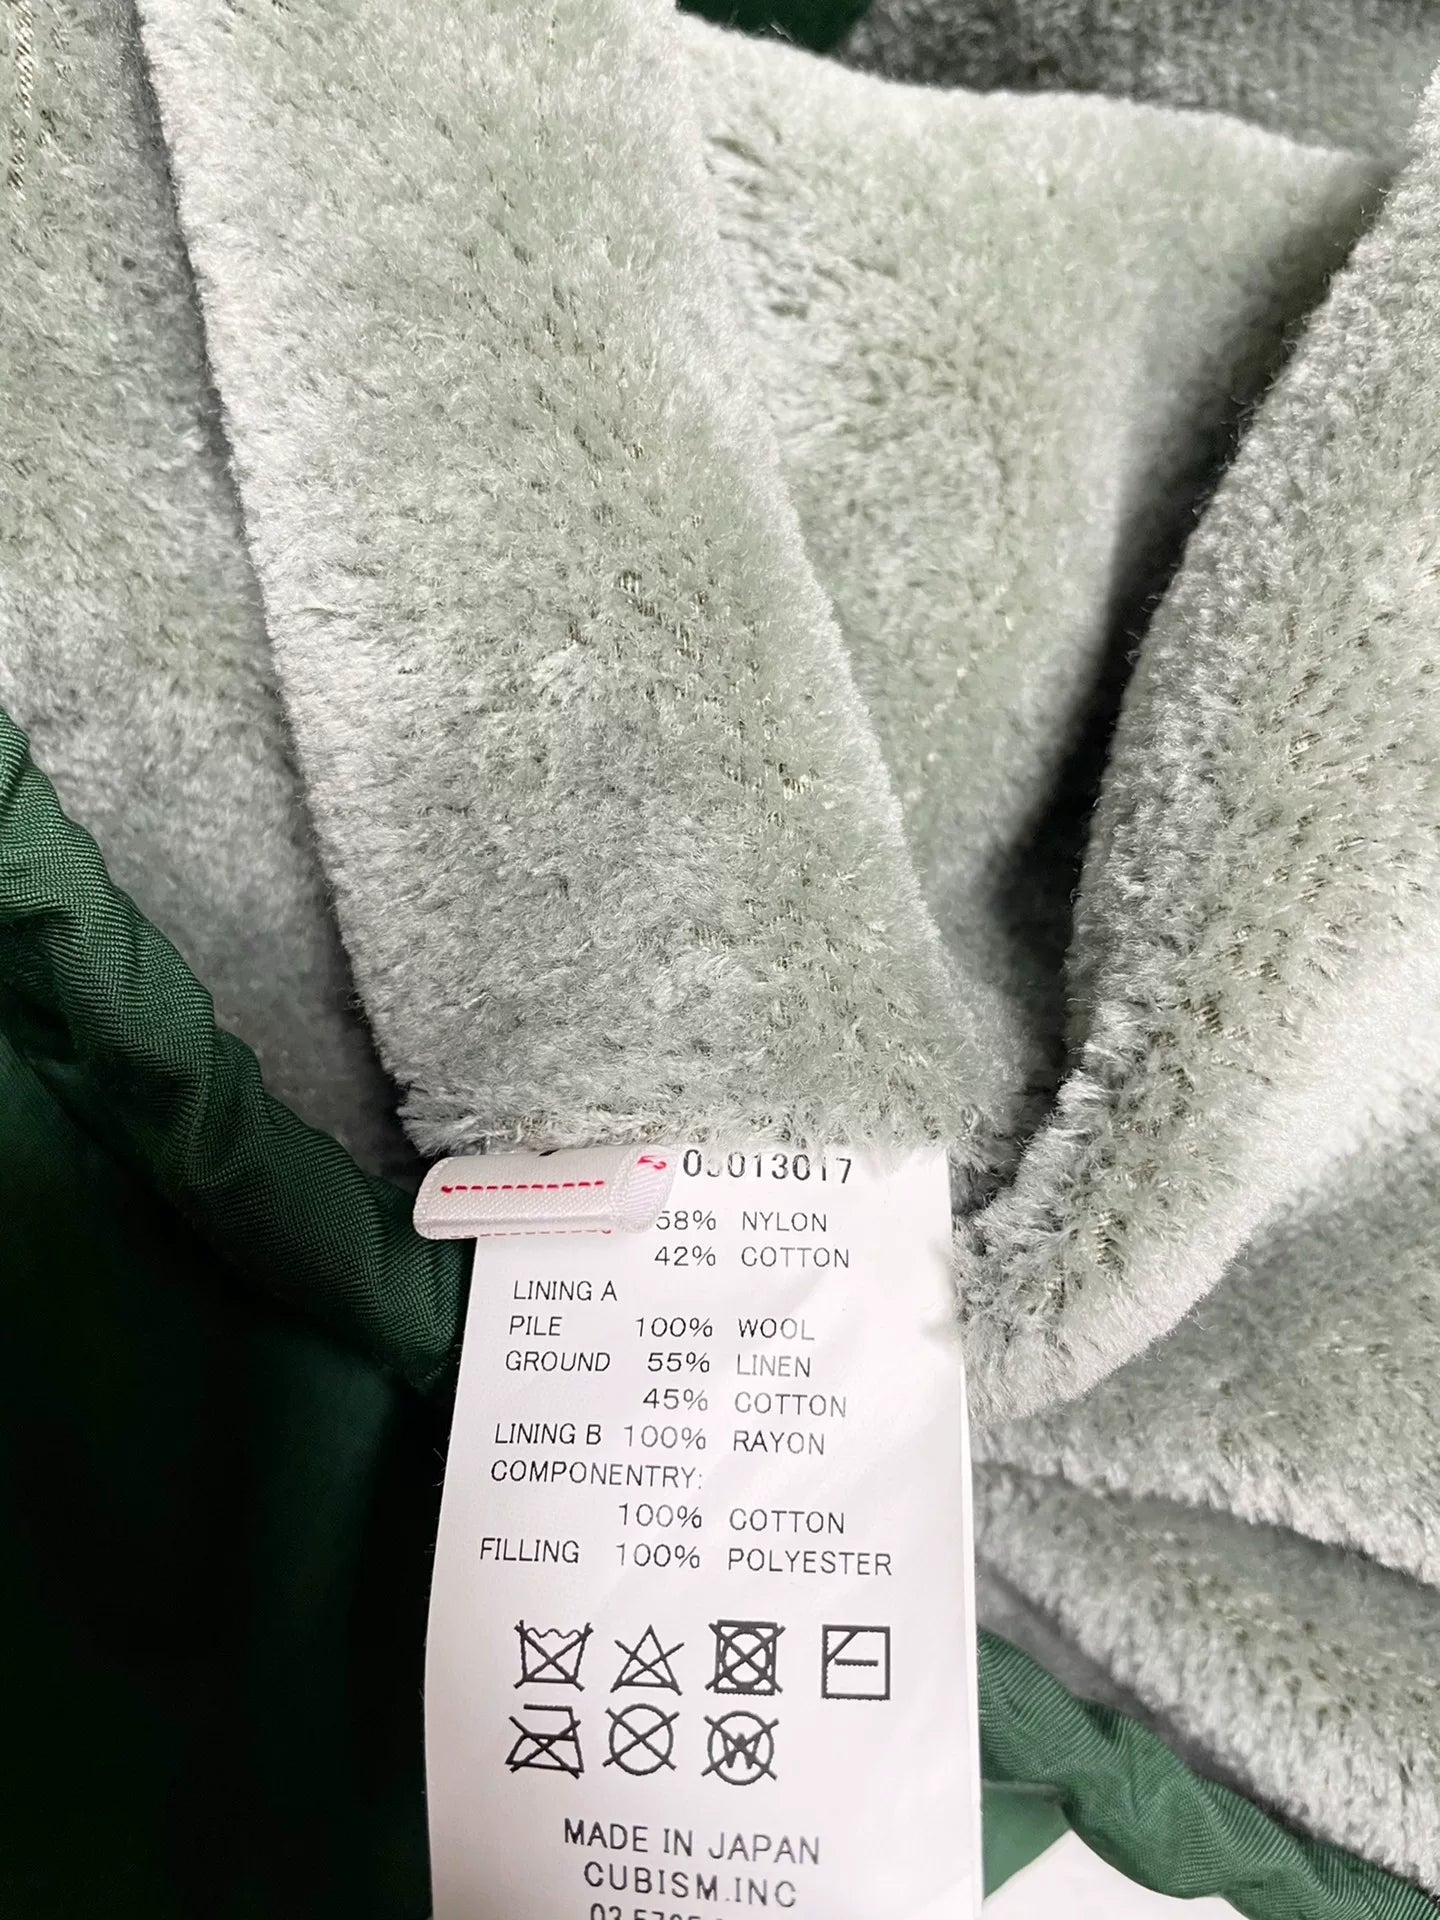 03013017
58% NYLON
42% COTTON
LINING A
PILE 100% WOOL
GROUND 55% LINEN
45% COTTON
LINING B 100% RAYON
COMPONENTRY:
100% COTTON
FILLING 100% POLYESTER
W
MADE IN JAPAN
CUBISM.INC